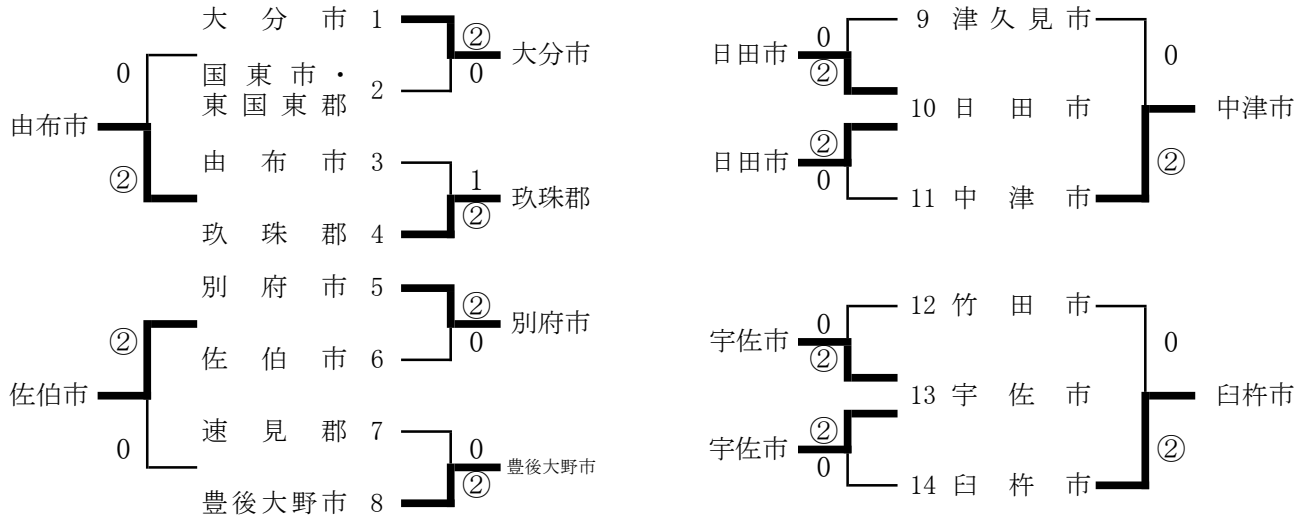 大分市 1
②
0
大分市
国東市・
東国東郡 2
0
②
由布市
由布市 3
1
②
玖珠郡
玖珠郡 4
別府市 5
②
0
別府市
佐伯市 6
②
0
佐伯市
速見郡 7
0
②
豊後大野市
豊後大野市 8
9 津久見市
0
②
日田市
10 日田市
②
0
日田市
11 中津市
0
②
中津市
12 竹田市
0
②
宇佐市
13 宇佐市
②
0
宇佐市
14 臼杵市
0
②
臼杵市